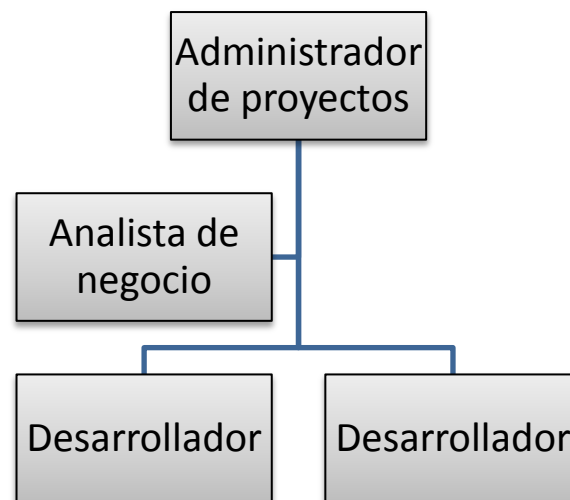 Administrador
de proyectos
Analista de
negocio
Desarrollador
Desarrollador